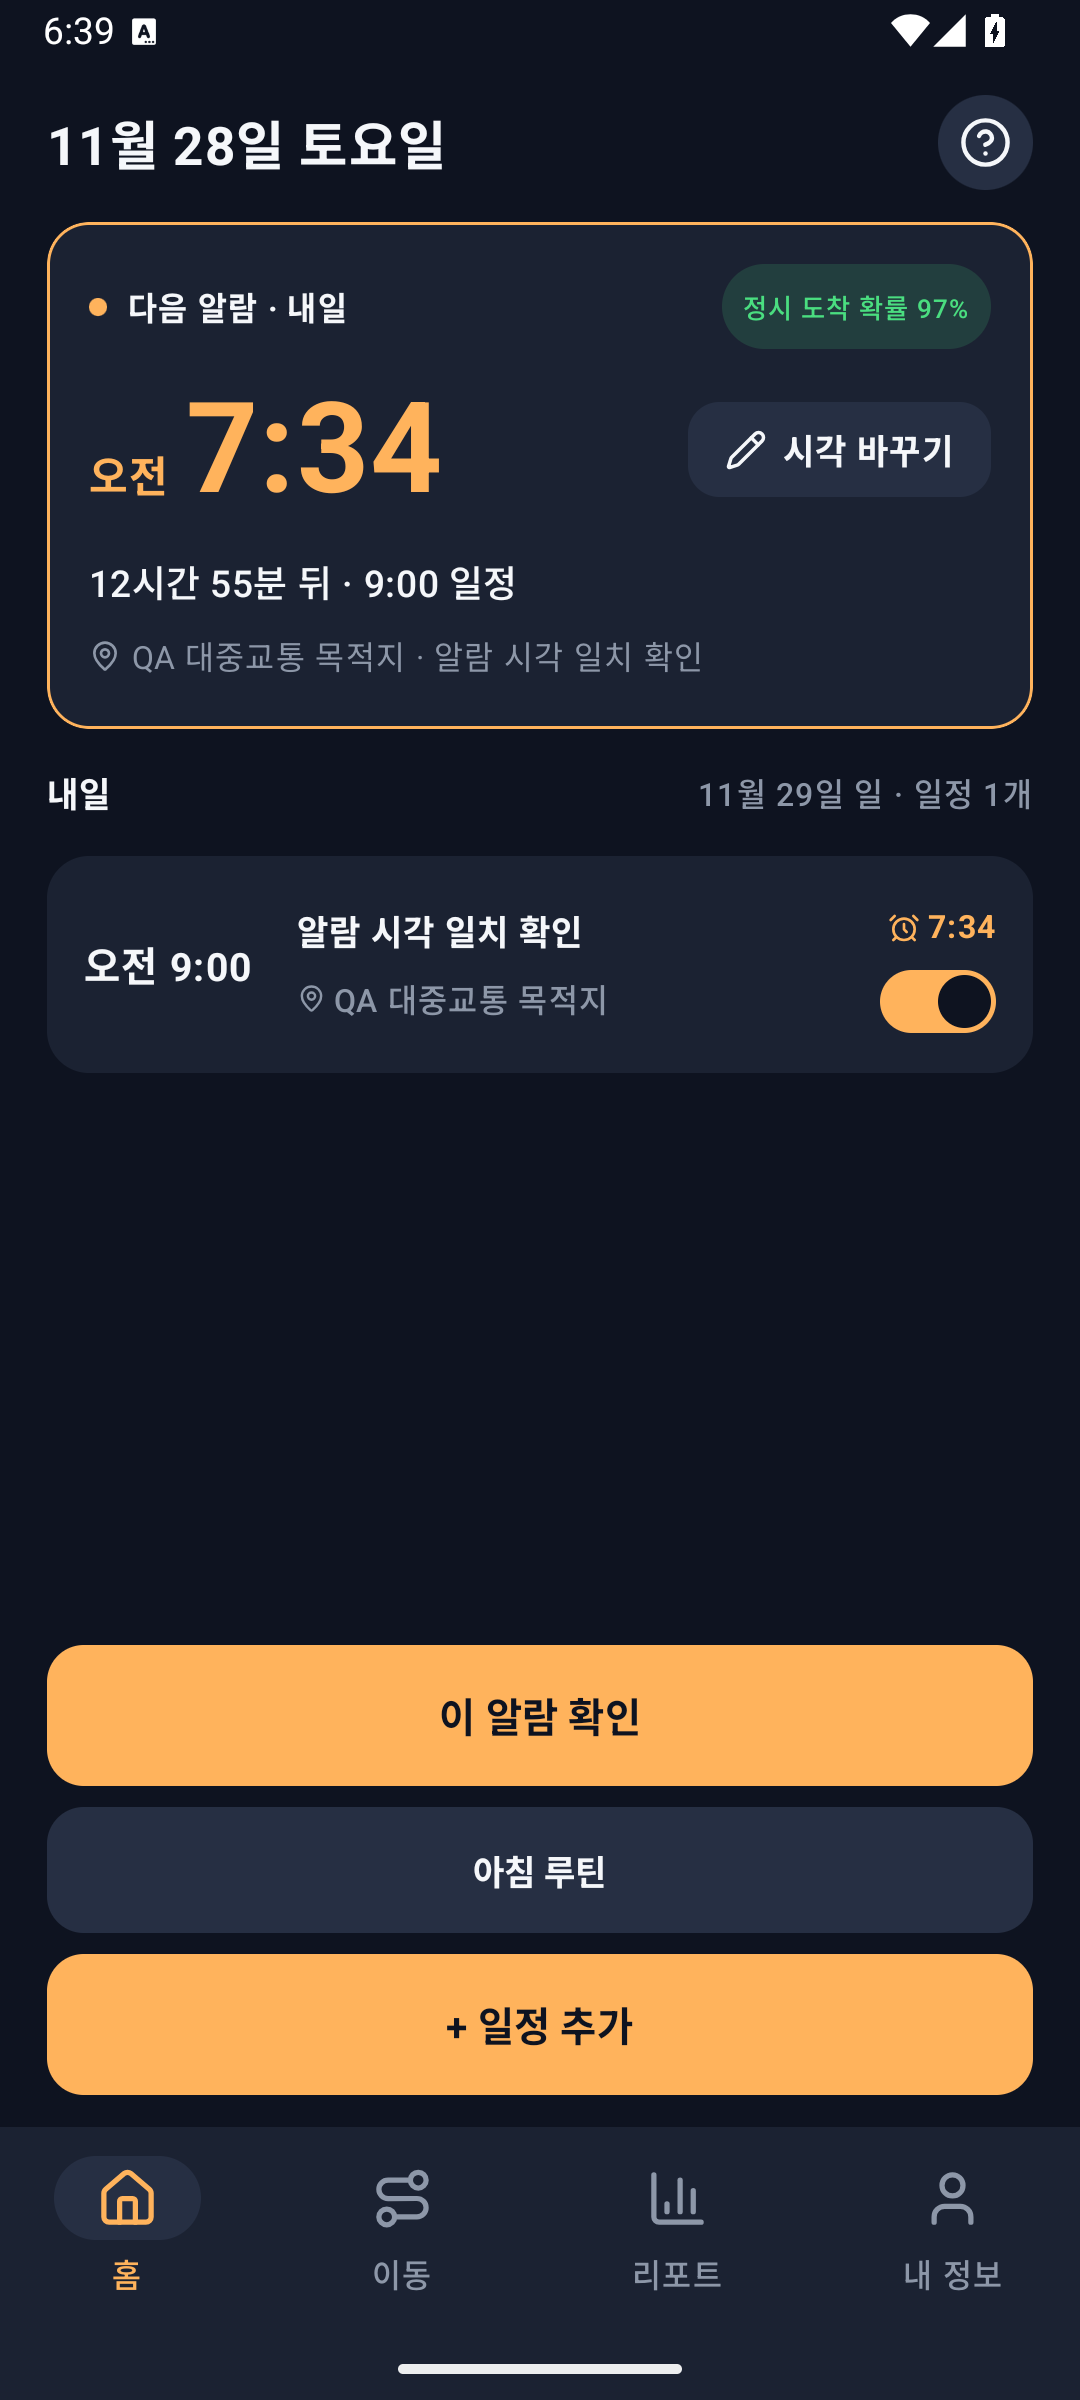 6:39
11월 28일 토요일
다음 알람 · 내일
정시 도착 확률 97%
오전 7:34
시각 바꾸기
12시간 55분 뒤 · 9:00 일정
QA 대중교통 목적지 · 알람 시각 일치 확인
내일
11월 29일 일 · 일정 1개
오전 9:00
알람 시각 일치 확인
QA 대중교통 목적지
7:34
이 알람 확인
아침 루틴
+ 일정 추가
홈
이동
리포트
내 정보